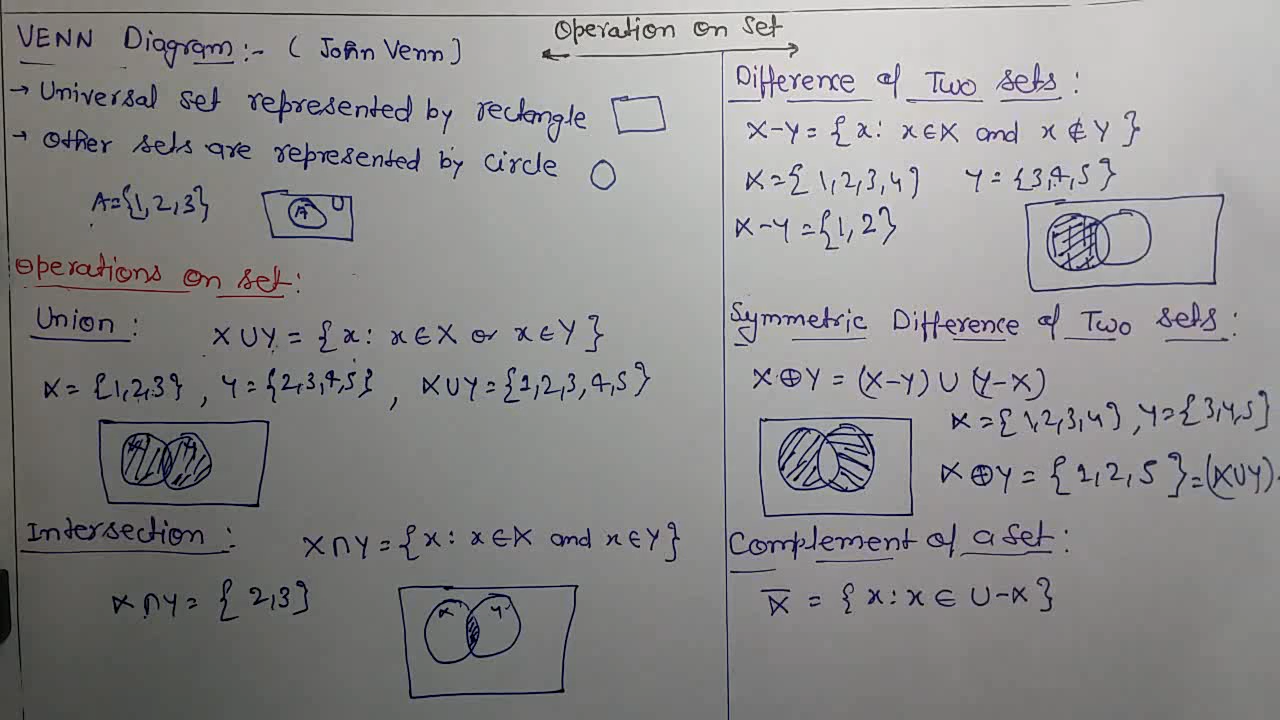 Operation on Set
VENN Diagram:- ( John Venn )
→ Universal set represented by rectangle
→ Other sets are represented by circle
A={1,2,3}
A U
Operations on set:
Union:
X∪Y = {x: x∈X or x∈Y}
X = {1,2,3}, Y={2,3,4,5}, X∪Y={1,2,3,4,5}
Intersection:
X∩Y={x: x∈X and x∈Y}
X∩Y= {2,3}
X Y
Difference of Two sets:
X-Y= {x: x∈X and x∉Y}
X={1,2,3,4} Y={3,4,5}
X-Y={1,2}
Symmetric Difference of Two sets:
X⊕Y = (X-Y) ∪ (Y-X)
X={1,2,3,4}, Y={3,4,5}
X⊕Y={1,2,5}=(X∪Y)-
Complement of a set:
X̅ = {x:x∈ U-X}